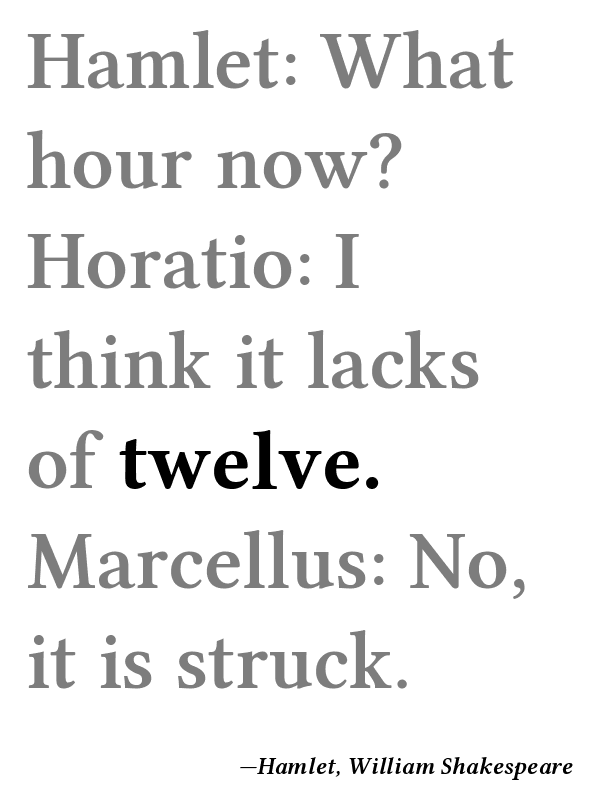 Hamlet: What
hour now?
Horatio: I
think it lacks
of twelve.
Marcellus: No,
it is struck.
—Hamlet, William Shakespeare